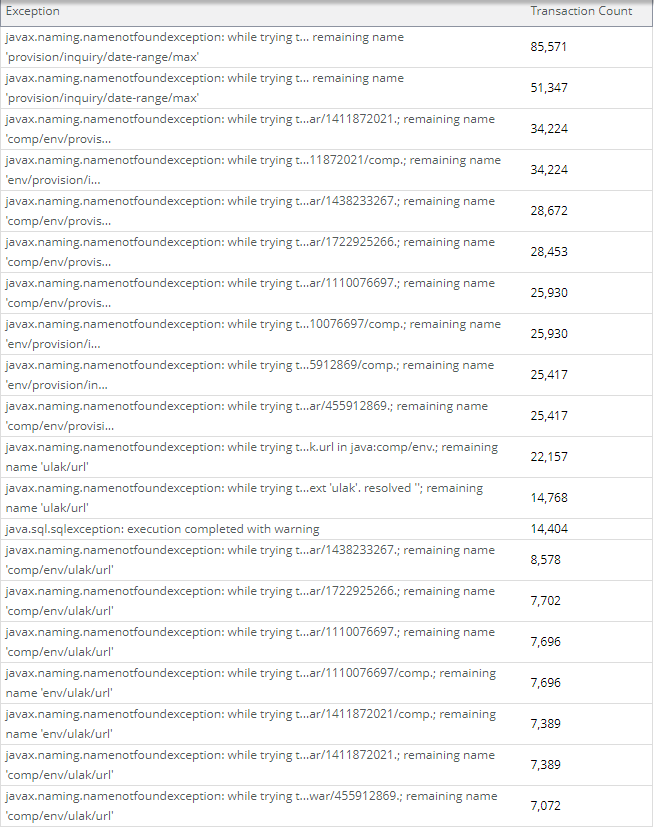 Exception Transaction Count
javax.naming.namenotfoundexception: while trying t... remaining name
'provision/inquiry/date-range/max'
85,571
javax.naming.namenotfoundexception: while trying t... remaining name
'provision/inquiry/date-range/max'
51,347
javax.naming.namenotfoundexception: while trying t...ar/1411872021.; remaining name
'comp/env/provis...
34,224
javax.naming.namenotfoundexception: while trying t...11872021/comp.; remaining name
'env/provision/i...
34,224
javax.naming.namenotfoundexception: while trying t...ar/1438233267.; remaining name
'comp/env/provis...
28,672
javax.naming.namenotfoundexception: while trying t...ar/1722925266.; remaining name
'comp/env/provis...
28,453
javax.naming.namenotfoundexception: while trying t...ar/1110076697.; remaining name
'comp/env/provis...
25,930
javax.naming.namenotfoundexception: while trying t...10076697/comp.; remaining name
'env/provision/i...
25,930
javax.naming.namenotfoundexception: while trying t...5912869/comp.; remaining name
'env/provision/in...
25,417
javax.naming.namenotfoundexception: while trying t...ar/455912869.; remaining name
'comp/env/provisi...
25,417
javax.naming.namenotfoundexception: while trying t...k.url in java:comp/env.; remaining
name 'ulak/url'
22,157
javax.naming.namenotfoundexception: while trying t...ext 'ulak'. resolved ''; remaining
name 'ulak/url'
14,768
java.sql.sqlexception: execution completed with warning 14,404
javax.naming.namenotfoundexception: while trying t...ar/1438233267.; remaining name
'comp/env/ulak/url'
8,578
javax.naming.namenotfoundexception: while trying t...ar/1722925266.; remaining name
'comp/env/ulak/url'
7,702
javax.naming.namenotfoundexception: while trying t...ar/1110076697.; remaining name
'comp/env/ulak/url'
7,696
javax.naming.namenotfoundexception: while trying t...ar/1110076697/comp.; remaining
name 'env/ulak/url'
7,696
javax.naming.namenotfoundexception: while trying t...ar/1411872021/comp.; remaining
name 'env/ulak/url'
7,389
javax.naming.namenotfoundexception: while trying t...ar/1411872021.; remaining name
'comp/env/ulak/url'
7,389
javax.naming.namenotfoundexception: while trying t...war/455912869.; remaining name
'comp/env/ulak/url'
7,072